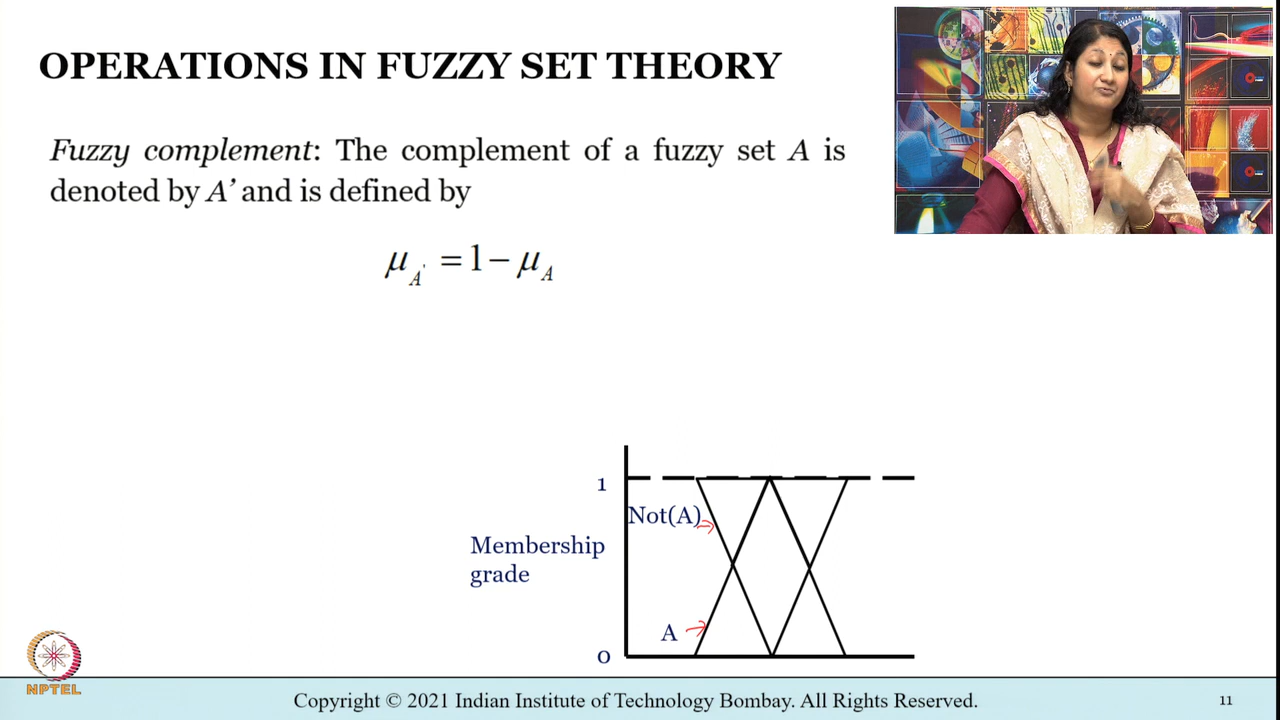 OPERATIONS IN FUZZY SET THEORY
Fuzzy complement: The complement of a fuzzy set A is
denoted by A’ and is defined by
μ_A' = 1 − μ_A
1
Not(A)
Membership
grade
A
0
NPTEL
Copyright © 2021 Indian Institute of Technology Bombay. All Rights Reserved.
11